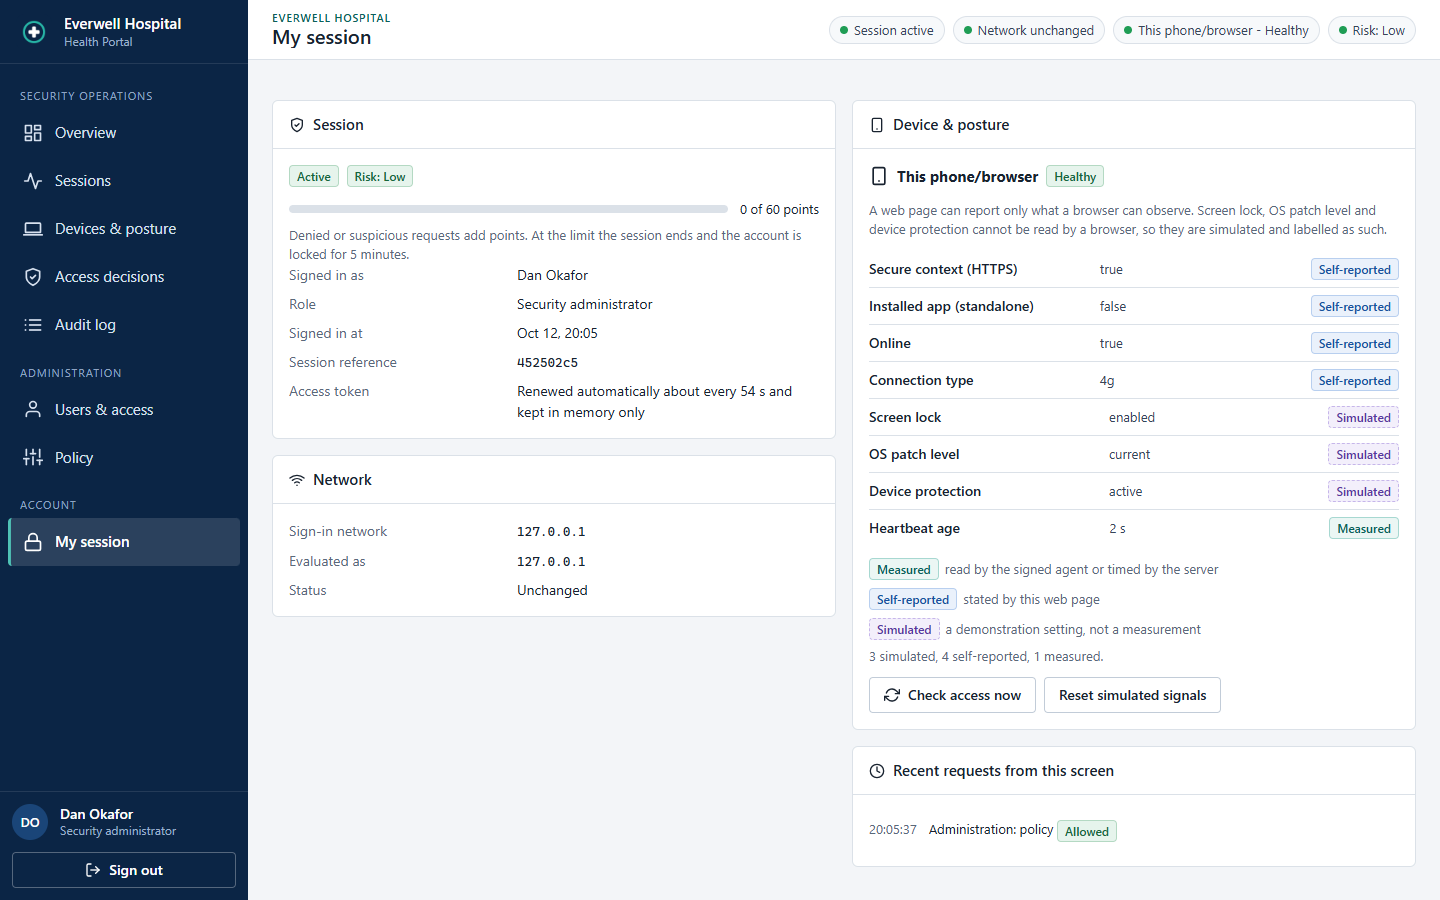 Everwell Hospital
Health Portal
SECURITY OPERATIONS
Overview
Sessions
Devices & posture
Access decisions
Audit log
ADMINISTRATION
Users & access
Policy
ACCOUNT
My session
DO
Dan Okafor
Security administrator
Sign out
EVERWELL HOSPITAL
My session
Session active
Network unchanged
This phone/browser - Healthy
Risk: Low
Session
Active
Risk: Low
0 of 60 points
Denied or suspicious requests add points. At the limit the session ends and the account is
locked for 5 minutes.
Signed in as Dan Okafor
Role Security administrator
Signed in at Oct 12, 20:05
Session reference 452502c5
Access token Renewed automatically about every 54 s and
kept in memory only
Network
Sign-in network 127.0.0.1
Evaluated as 127.0.0.1
Status Unchanged
Device & posture
This phone/browser Healthy
A web page can report only what a browser can observe. Screen lock, OS patch level and
device protection cannot be read by a browser, so they are simulated and labelled as such.
Secure context (HTTPS) true Self-reported
Installed app (standalone) false Self-reported
Online true Self-reported
Connection type 4g Self-reported
Screen lock enabled Simulated
OS patch level current Simulated
Device protection active Simulated
Heartbeat age 2 s Measured
Measured read by the signed agent or timed by the server
Self-reported stated by this web page
Simulated a demonstration setting, not a measurement
3 simulated, 4 self-reported, 1 measured.
Check access now
Reset simulated signals
Recent requests from this screen
20:05:37 Administration: policy Allowed